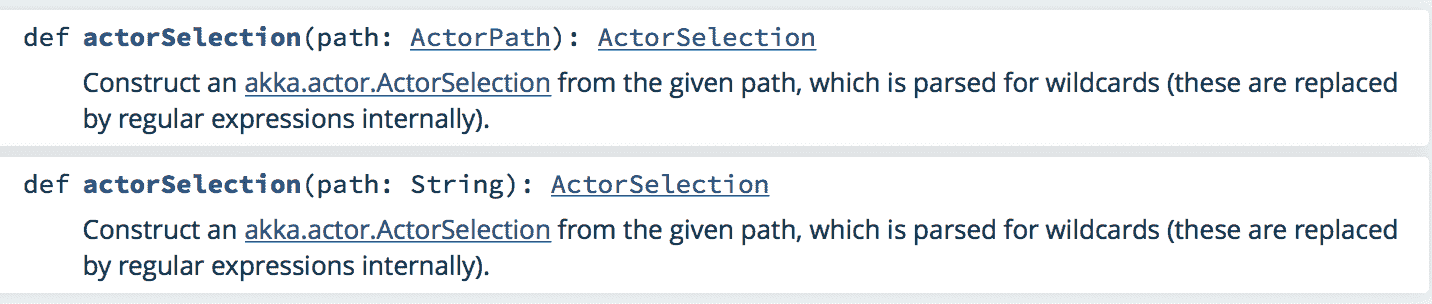 def actorSelection(path: ActorPath): ActorSelection
Construct an akka.actor.ActorSelection from the given path, which is parsed for wildcards (these are replaced
by regular expressions internally).
def actorSelection(path: String): ActorSelection
Construct an akka.actor.ActorSelection from the given path, which is parsed for wildcards (these are replaced
by regular expressions internally).